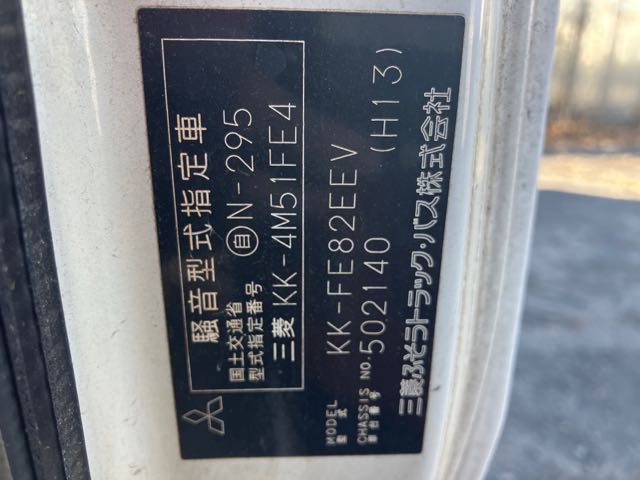 騒音型式指定車
国土交通省
型式指定番号
自N-295
三菱 KK-4M51FE4
MODEL
型式
KK-FE82EEV
CHASSIS NO.
車台番号
502140
(H13)
三菱ふそうトラック・バス株式会社